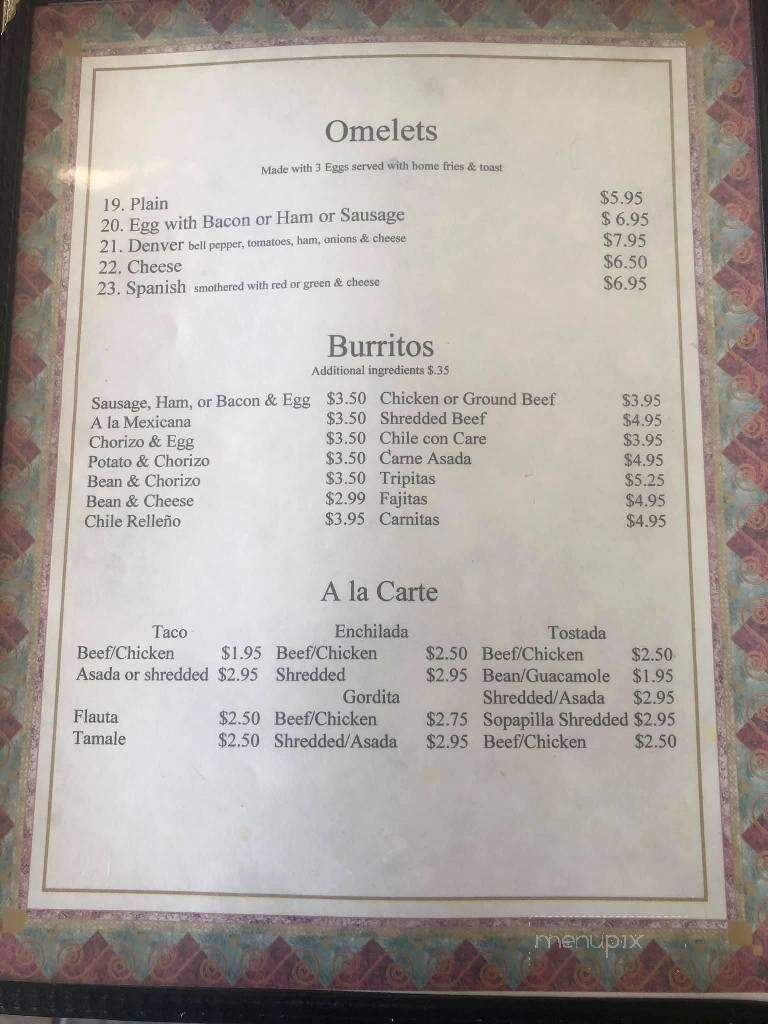 Omelets
Made with 3 Eggs served with home fries & toast
19. Plain $5.95
20. Egg with Bacon or Ham or Sausage $ 6.95
21. Denver bell pepper, tomatoes, ham, onions & cheese $7.95
22. Cheese $6.50
23. Spanish smothered with red or green & cheese $6.95
Burritos
Additional ingredients $.35
Sausage, Ham, or Bacon & Egg $3.50 Chicken or Ground Beef $3.95
A la Mexicana $3.50 Shredded Beef $4.95
Chorizo & Egg $3.50 Chile con Care $3.95
Potato & Chorizo $3.50 Carne Asada $4.95
Bean & Chorizo $3.50 Tripitas $5.25
Bean & Cheese $2.99 Fajitas $4.95
Chile Relleño $3.95 Carnitas $4.95
A la Carte
Taco Enchilada Tostada
Beef/Chicken $1.95 Beef/Chicken $2.50 Beef/Chicken $2.50
Asada or shredded $2.95 Shredded $2.95 Bean/Guacamole $1.95
Gordita Shredded/Asada $2.95
Flauta $2.50 Beef/Chicken $2.75 Sopapilla Shredded $2.95
Tamale $2.50 Shredded/Asada $2.95 Beef/Chicken $2.50
menupix